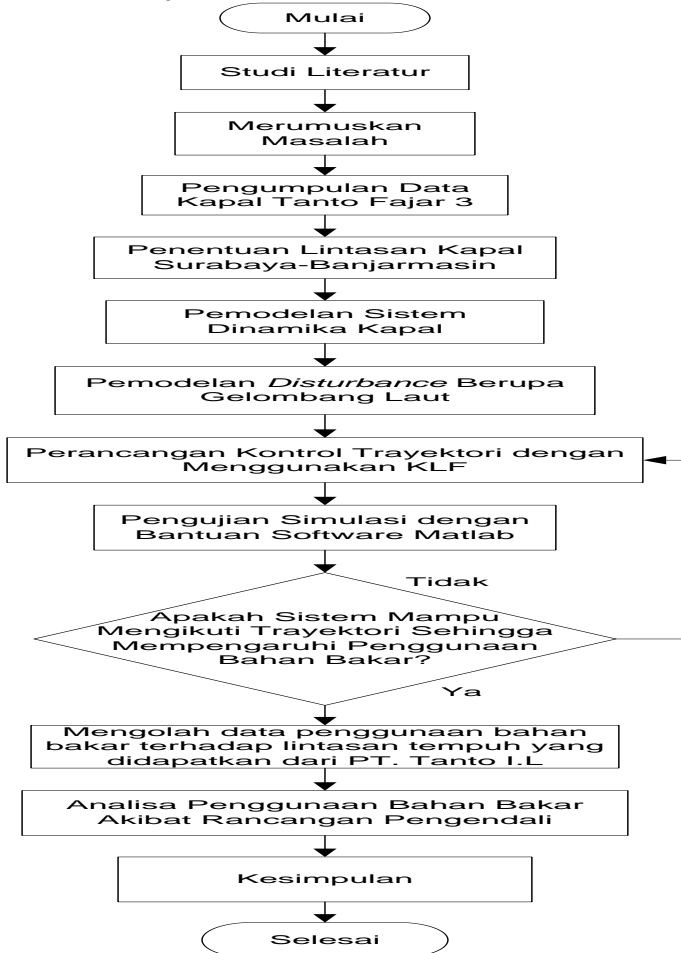 Mulai
Studi Literatur
Merumuskan
Masalah
Pengumpulan Data
Kapal Tanto Fajar 3
Penentuan Lintasan Kapal
Surabaya-Banjarmasin
Pemodelan Sistem
Dinamika Kapal
Pemodelan Disturbance Berupa
Gelombang Laut
Perancangan Kontrol Trayektori dengan
Menggunakan KLF
Pengujian Simulasi dengan
Bantuan Software Matlab
Tidak
Apakah Sistem Mampu
Mengikuti Trayektori Sehingga
Mempengaruhi Penggunaan
Bahan Bakar?
Ya
Mengolah data penggunaan bahan
bakar terhadap lintasan tempuh yang
didapatkan dari PT. Tanto I.L
Analisa Penggunaan Bahan Bakar
Akibat Rancangan Pengendali
Kesimpulan
Selesai